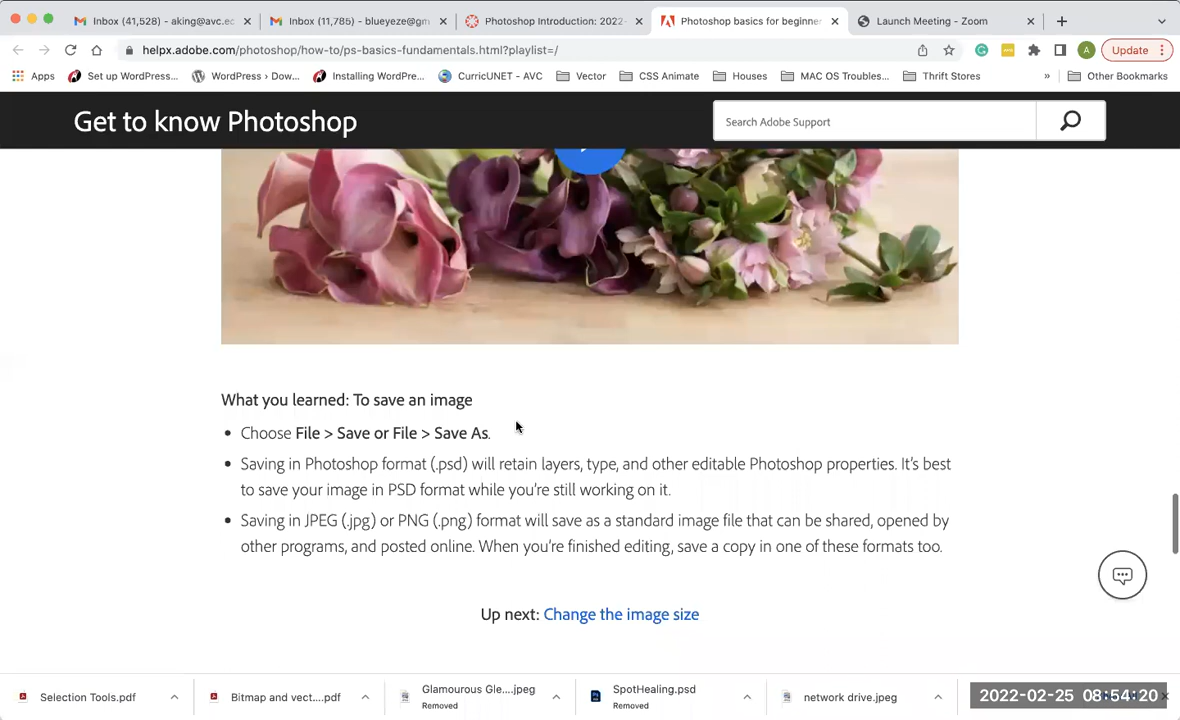 Inbox (41,528) - aking@avc.ec
Inbox (11,785) - blueyeze@gm
Photoshop Introduction: 2022-
Photoshop basics for beginner
Launch Meeting - Zoom
helpx.adobe.com/photoshop/how-to/ps-basics-fundamentals.html?playlist=/
A
Update
Apps
Set up WordPress...
WordPress › Dow...
Installing WordPre...
CurricUNET - AVC
Vector
CSS Animate
Houses
MAC OS Troubles...
Thrift Stores
»
Other Bookmarks
Get to know Photoshop
Search Adobe Support
What you learned: To save an image
• Choose File > Save or File > Save As.
• Saving in Photoshop format (.psd) will retain layers, type, and other editable Photoshop properties. It's best
to save your image in PSD format while you're still working on it.
• Saving in JPEG (.jpg) or PNG (.png) format will save as a standard image file that can be shared, opened by
other programs, and posted online. When you're finished editing, save a copy in one of these formats too.
Up next: Change the image size
Selection Tools.pdf
Bitmap and vect....pdf
Glamourous Gle....jpeg
Removed
SpotHealing.psd
Removed
network drive.jpeg
2022-02-25 08:54:20